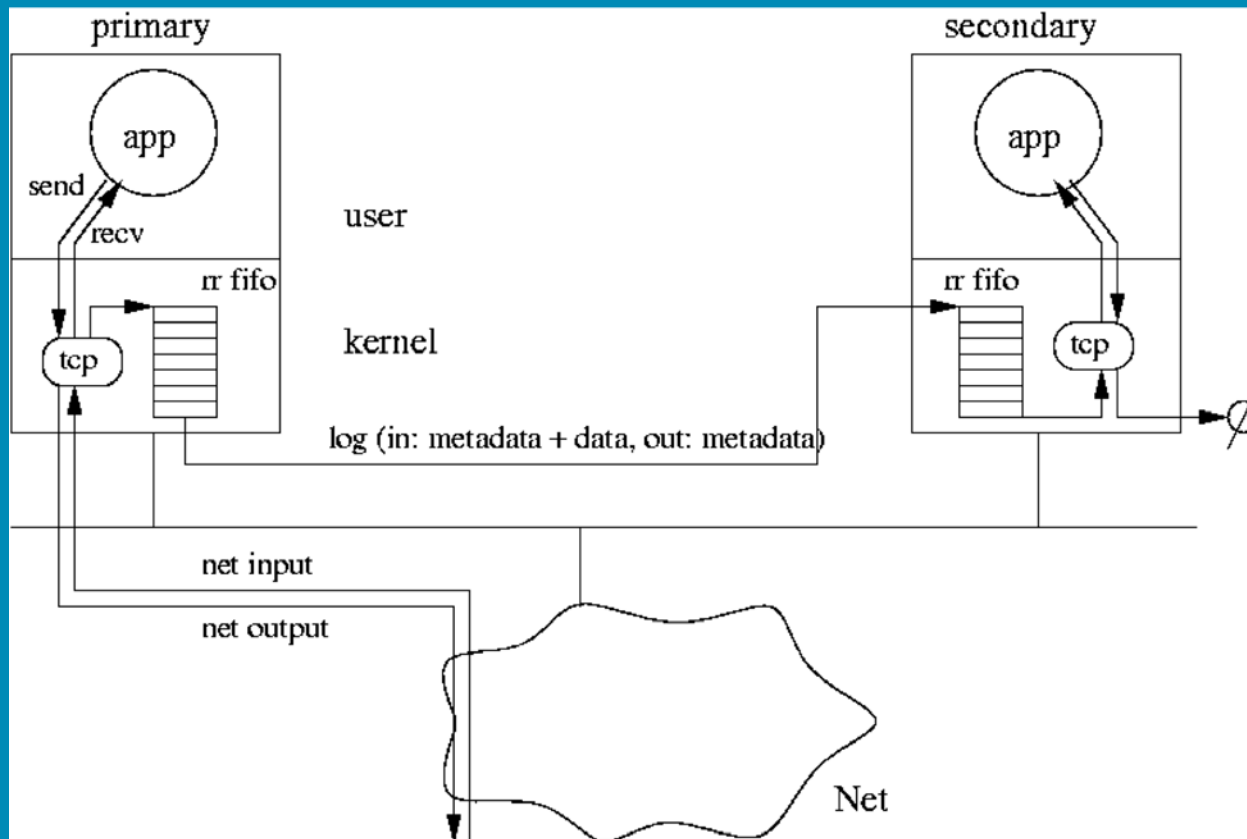 primary
secondary
app
app
send
recv
user
rr fifo
rr fifo
kernel
tcp
tcp
log (in: metadata + data, out: metadata)
net input
net output
Net